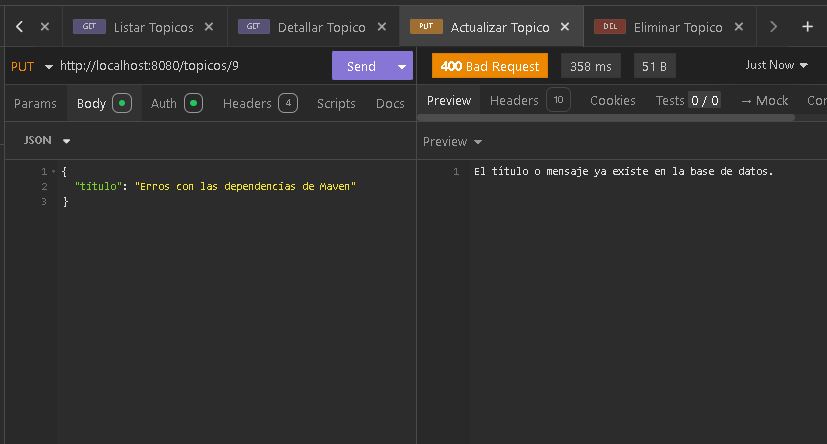 GET Listar Topicos
GET Detallar Topico
PUT Actualizar Topico
DEL Eliminar Topico
PUT http://localhost:8080/topicos/9 Send
400 Bad Request 358 ms 51 B Just Now
Params Body Auth Headers 4 Scripts Docs
Preview Headers 10 Cookies Tests 0 / 0 → Mock Cor
JSON
Preview
1 {
2 "titulo": "Erros con las dependencias de Maven"
3 }
1 El título o mensaje ya existe en la base de datos.